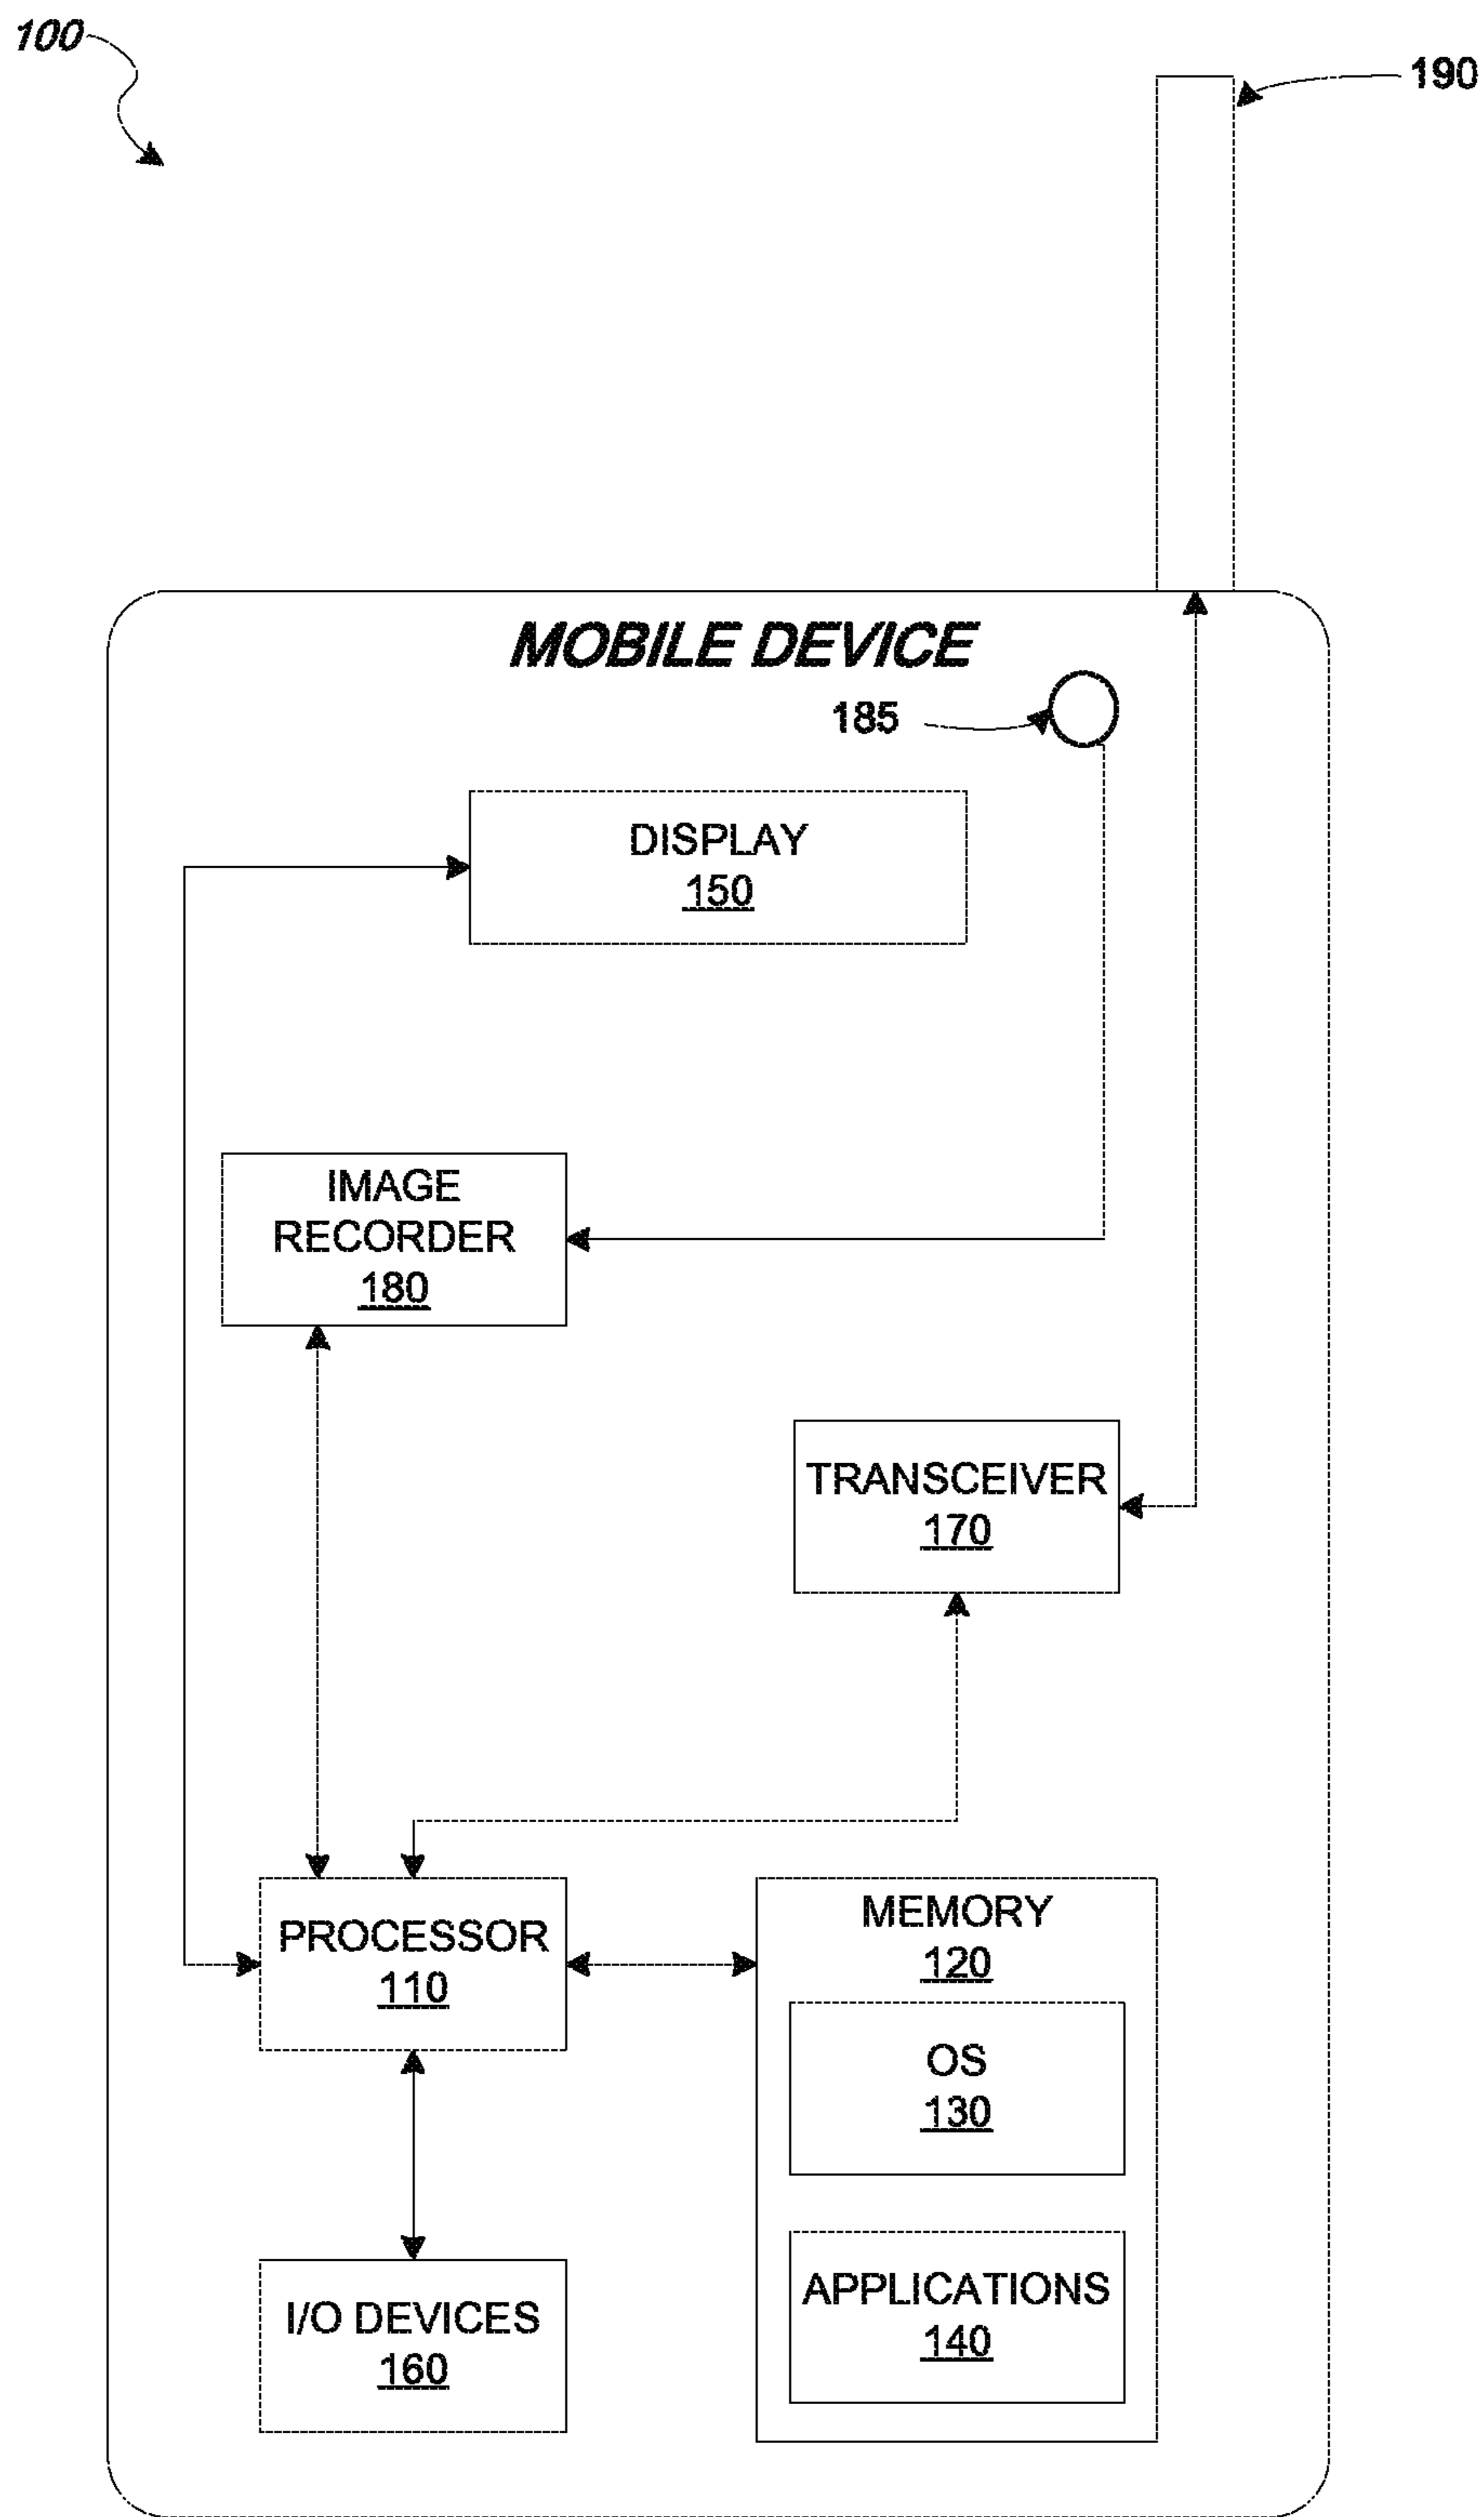 100
190
MOBILE DEVICE
185
DISPLAY
150
IMAGE
RECORDER
180
TRANSCEIVER
170
PROCESSOR
110
MEMORY
120
OS
130
I/O DEVICES
160
APPLICATIONS
140